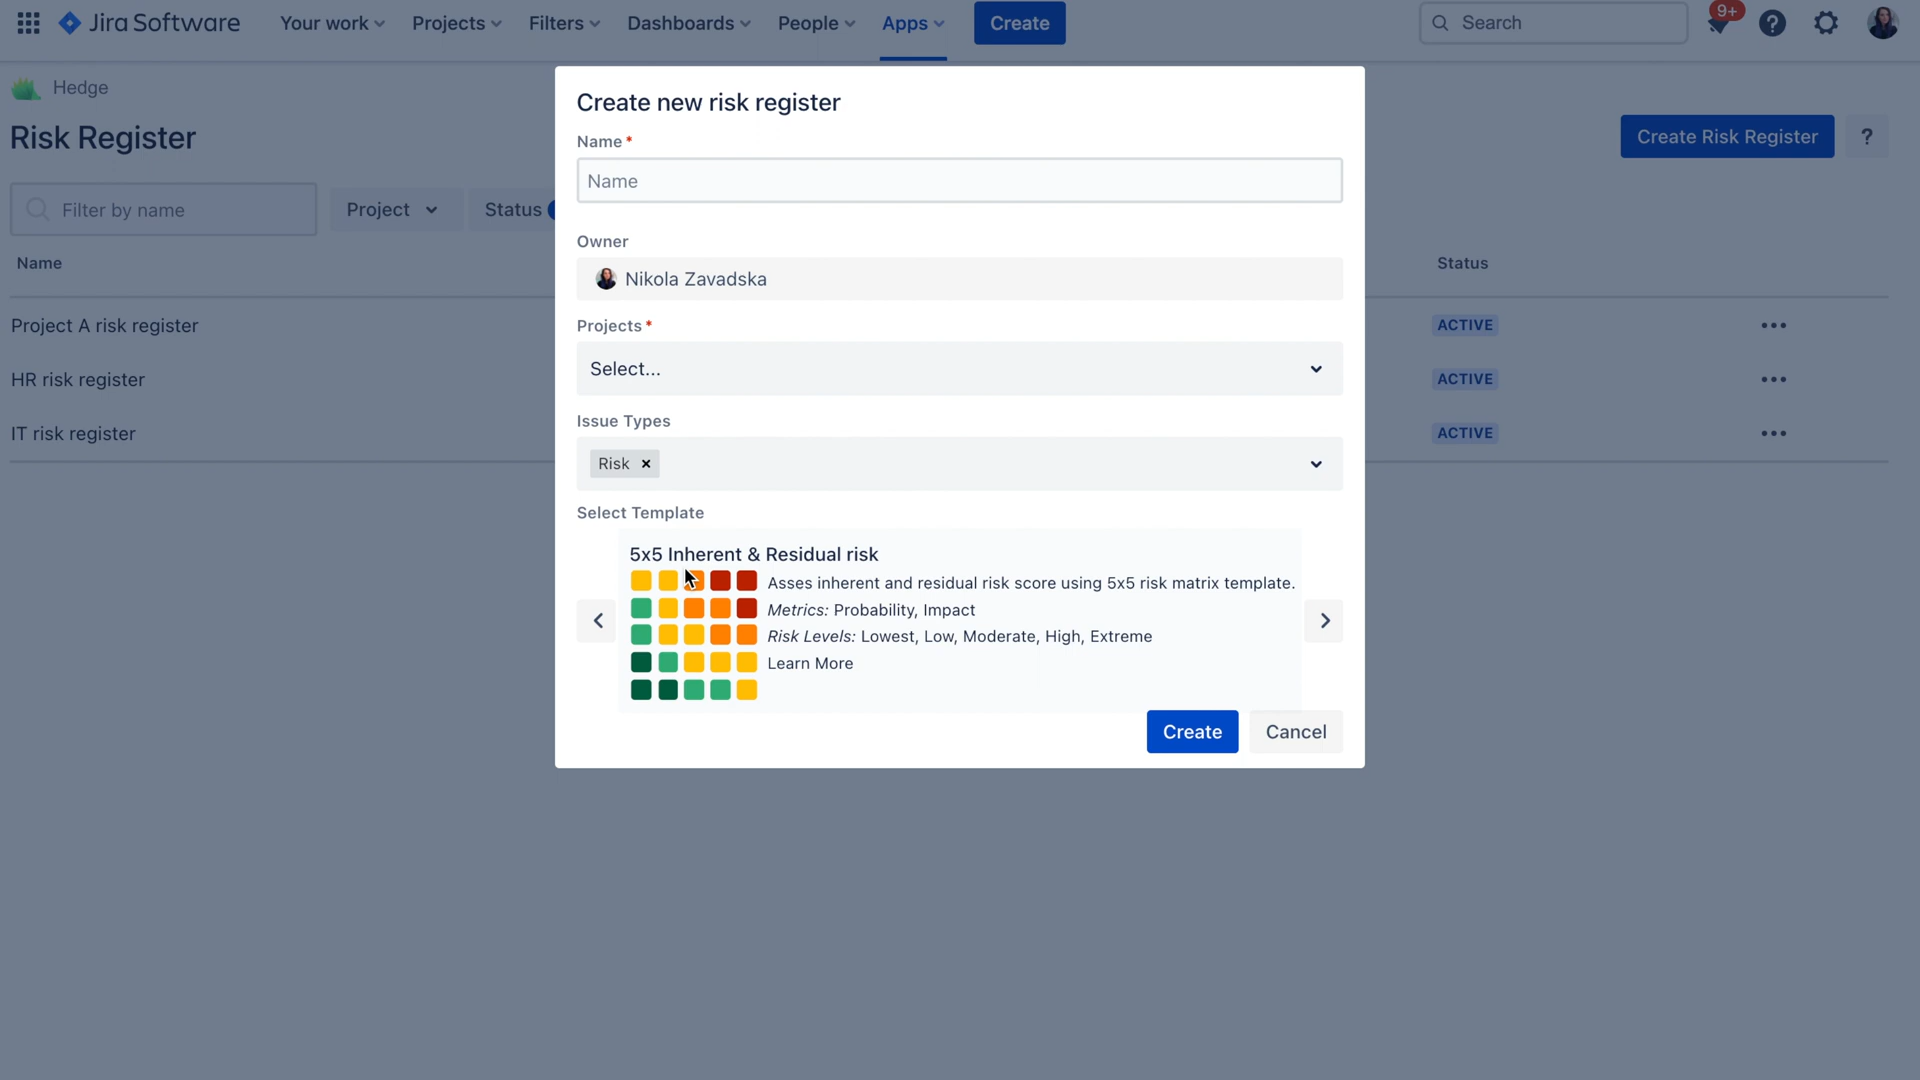 Jira Software
Your work
Projects
Filters
Dashboards
People
Apps
Create
Search
9+
Hedge
Risk Register
Create Risk Register
?
Filter by name
Project
Status
Name
Status
Project A risk register
ACTIVE
HR risk register
ACTIVE
IT risk register
ACTIVE
Create new risk register
Name *
Name
Owner
Nikola Zavadska
Projects *
Select...
Issue Types
Risk
Select Template
5x5 Inherent & Residual risk
Asses inherent and residual risk score using 5x5 risk matrix template.
Metrics: Probability, Impact
Risk Levels: Lowest, Low, Moderate, High, Extreme
Learn More
Create
Cancel